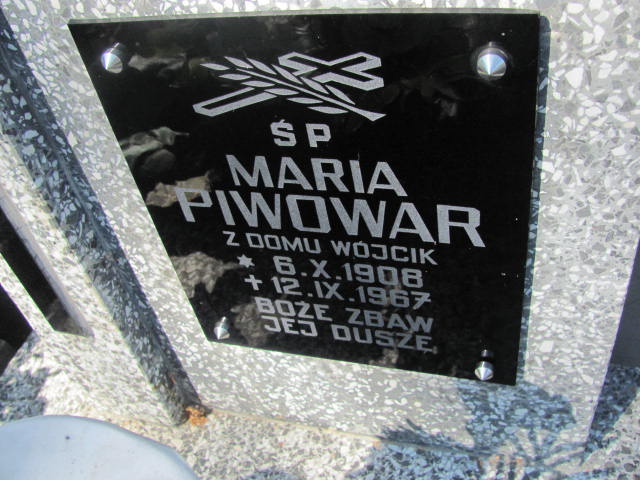 ŚP
MARIA
PIWOWAR
Z DOMU WÓJCIK
* 6.X.1908
+ 12.IX.1967
BOŻE ZBAW
JEJ DUSZĘ